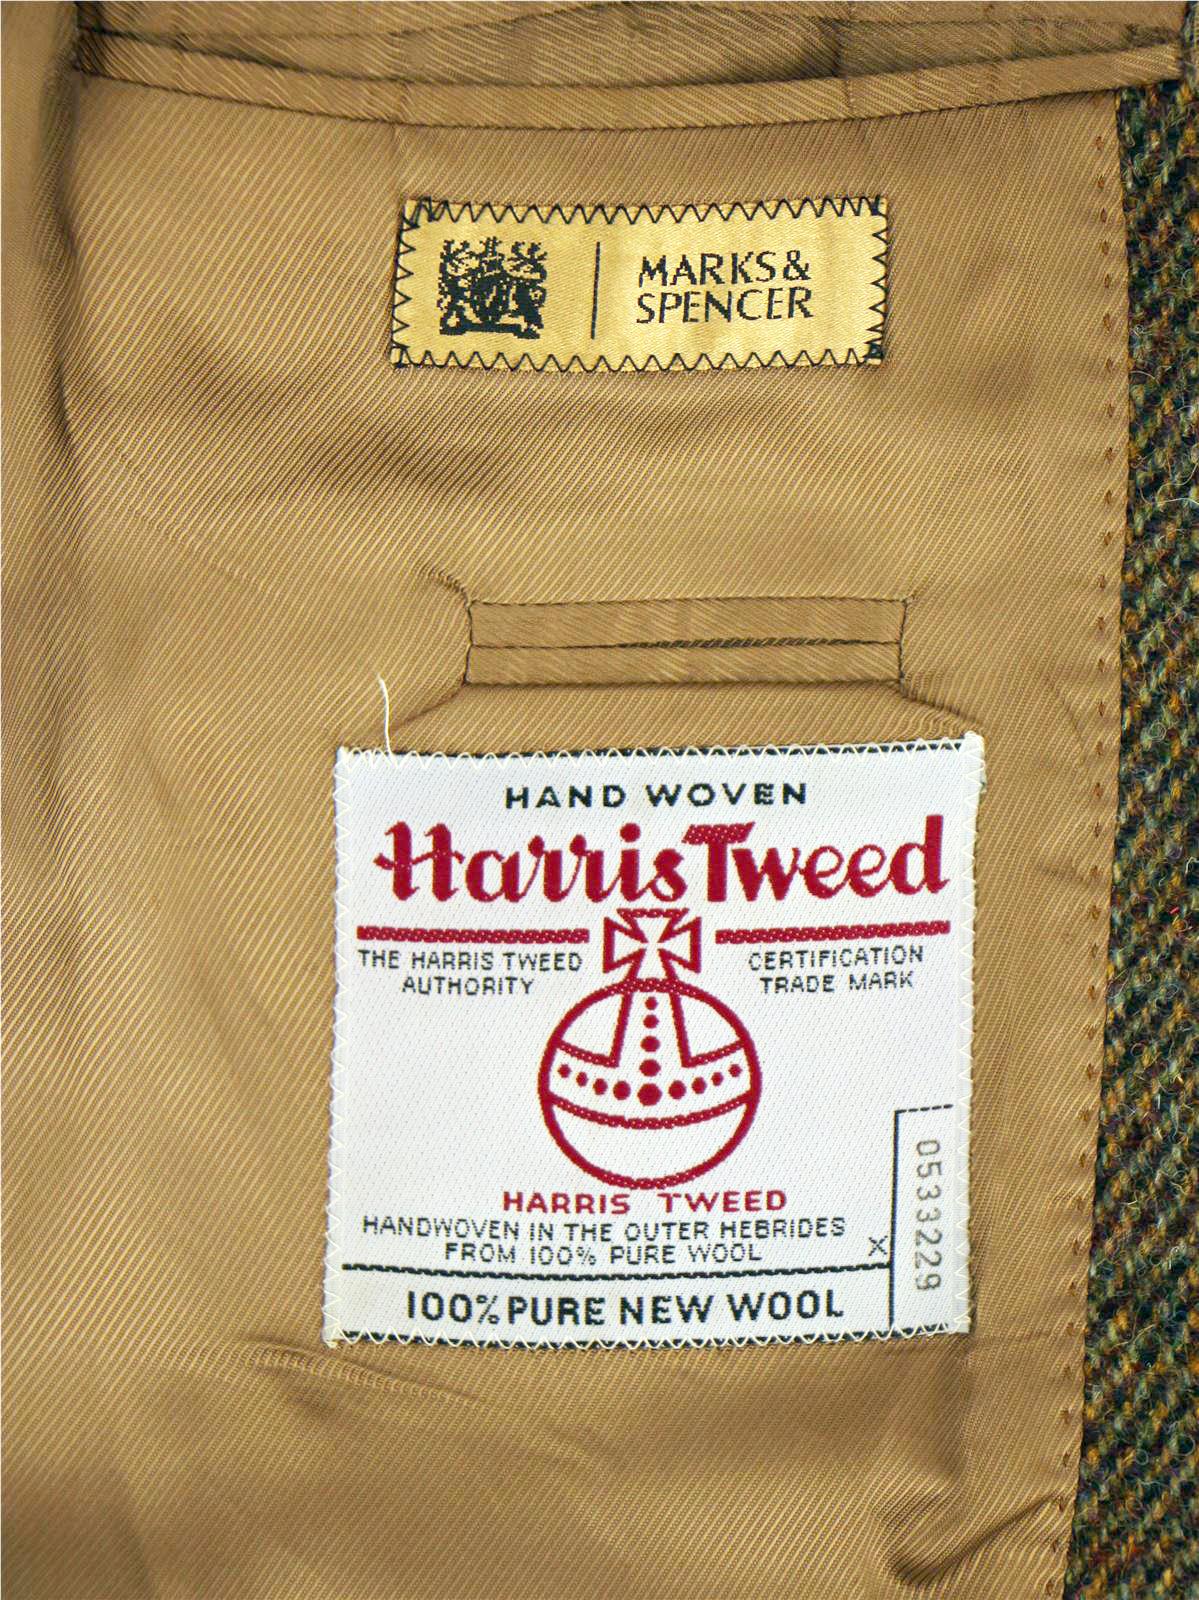 MARKS &
SPENCER
HAND WOVEN
Harris Tweed
THE HARRIS TWEED
AUTHORITY
CERTIFICATION
TRADE MARK
HARRIS TWEED
HANDWOVEN IN THE OUTER HEBRIDES
FROM 100% PURE WOOL
X
0533229
100% PURE NEW WOOL